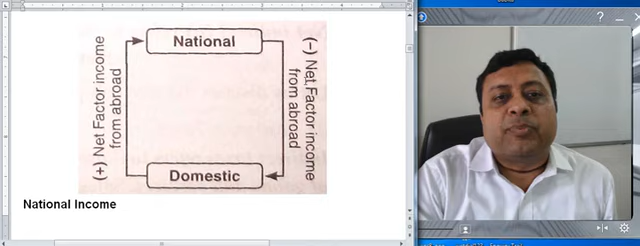 National
(+) Net Factor income
from abroad
(-) Net Factor income
from abroad
Domestic
National Income